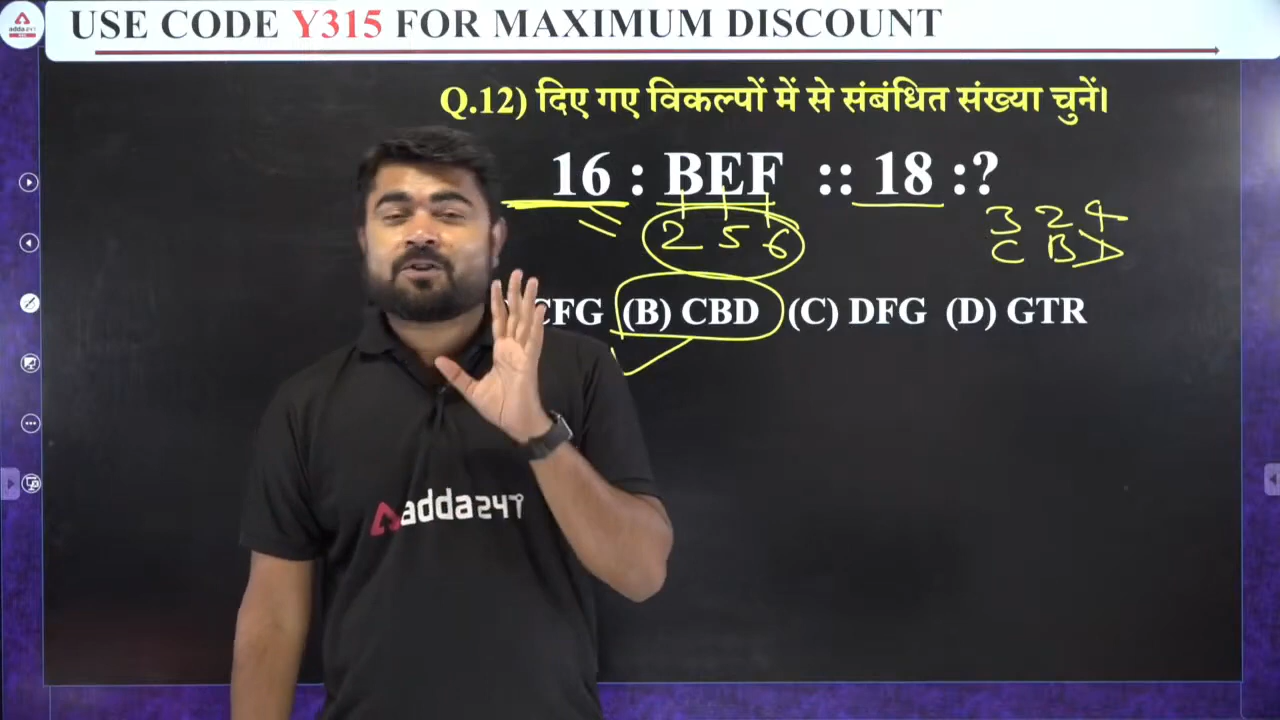 adda247
USE CODE Y315 FOR MAXIMUM DISCOUNT
Q.12) दिए गए विकल्पों में से संबंधित संख्या चुनें।
16 : BEF :: 18 :?
2 5 6
3 2 4
C B D
CFG (B) CBD (C) DFG (D) GTR
adda247